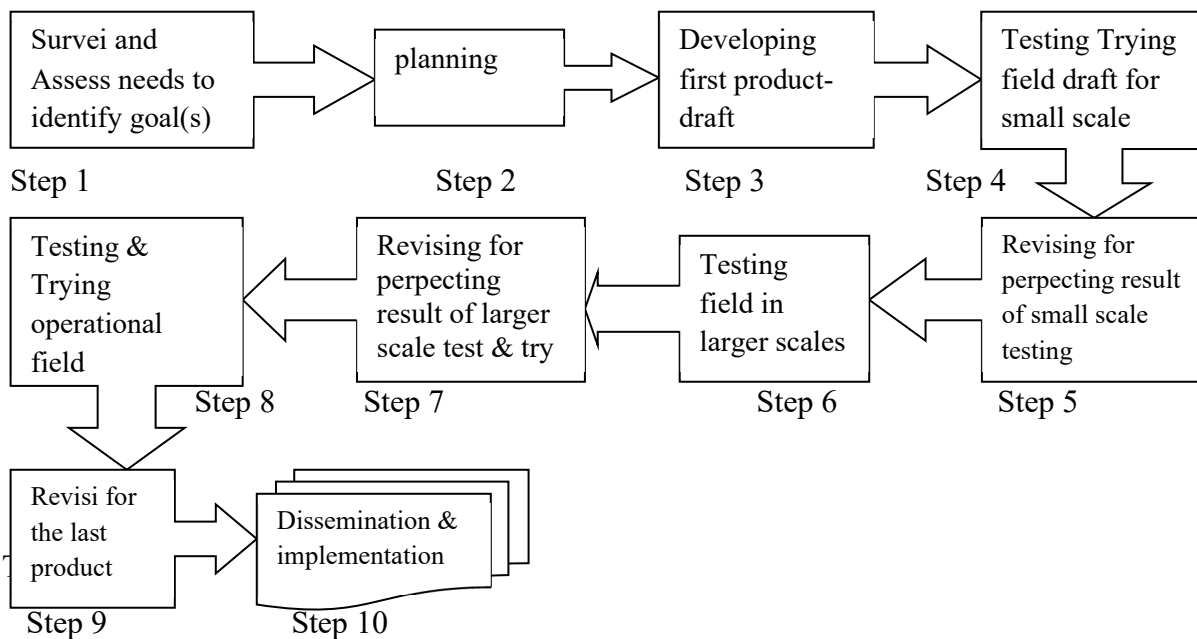 Survei and
Assess needs to
identify goal(s)
planning
Developing
first product-
draft
Testing Trying
field draft for
small scale
Step 1
Step 2
Step 3
Step 4
Testing &
Trying
operational
field
Revising for
perpecting
result of larger
scale test & try
Testing
field in
larger scales
Revising for
perpecting result
of small scale
testing
Step 8
Step 7
Step 6
Step 5
Revisi for
the last
product
Dissemination &
implementation
Step 9
Step 10